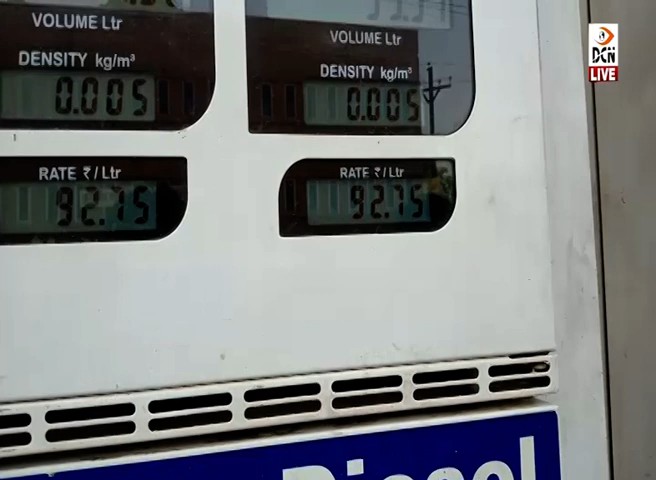 VOLUME Ltr
DENSITY kg/m³
0.005
RATE ₹/Ltr
92.75
VOLUME Ltr
DENSITY kg/m³
0.005
RATE ₹/Ltr
92.75
Diesel
DCN
LIVE